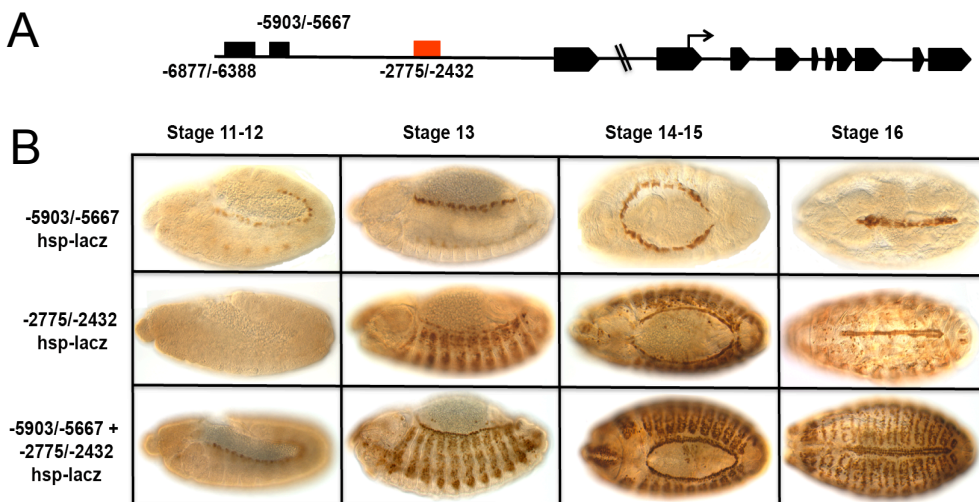 A
-5903/-5667
-6877/-6388
-2775/-2432
B
Stage 11-12
Stage 13
Stage 14-15
Stage 16
-5903/-5667
hsp-lacz
-2775/-2432
hsp-lacz
-5903/-5667 +
-2775/-2432
hsp-lacz